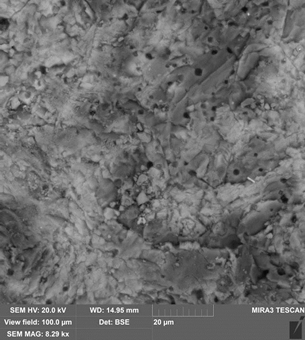 SEM HV: 20.0 kV WD: 14.95 mm MIRA3 TESCAN
View field: 100.0 µm Det: BSE 20 µm
SEM MAG: 8.29 kx